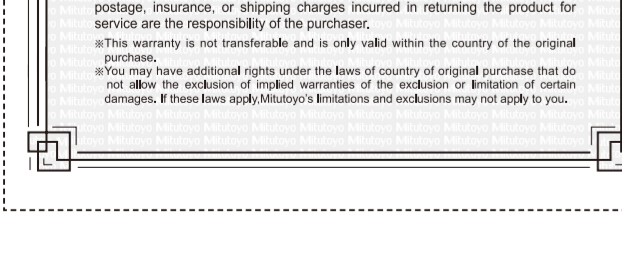 postage, insurance, or shipping charges incurred in returning the product for
service are the responsibility of the purchaser.
※This warranty is not transferable and is only valid within the country of the original
purchase.
※You may have additional rights under the laws of country of original purchase that do
not allow the exclusion of implied warranties of the exclusion or limitation of certain
damages. If these laws apply,Mitutoyo's limitations and exclusions may not apply to you.